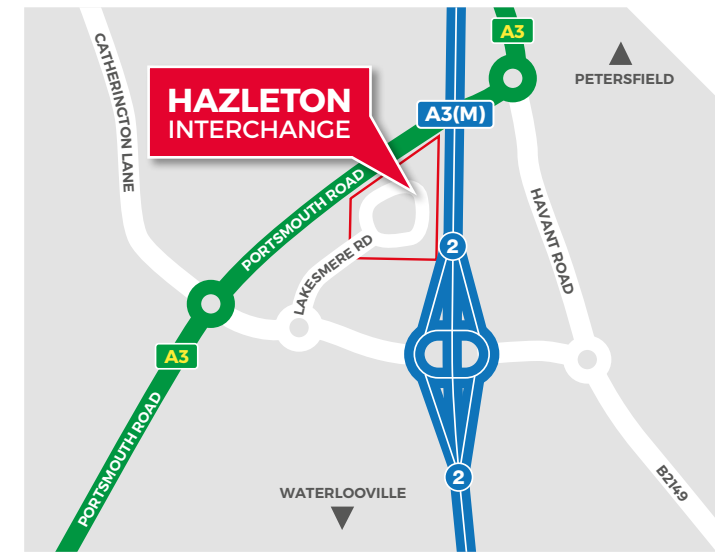 A3
PETERSFIELD
CATHERINGTON LANE
HAZLETON
INTERCHANGE
A3(M)
PORTSMOUTH ROAD
HAVANT ROAD
LAKESMERE RD
2
A3
PORTSMOUTH ROAD
2
B2149
WATERLOOVILLE